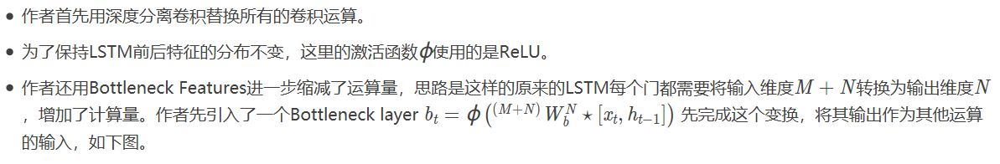 • 作者首先用深度分离卷积替换所有的卷积运算。
• 为了保持LSTM前后特征的分布不变，这里的激活函数ϕ使用的是ReLU。
• 作者还用Bottleneck Features进一步缩减了运算量，思路是这样的原来的LSTM每个门都需要将输入维度M + N转换为输出维度N
，增加了计算量。作者先引入了一个Bottleneck layer b_t = ϕ(^{(M+N)}W_b^N ⋆ [x_t, h_{t−1}]) 先完成这个变换，将其输出作为其他运算
的输入，如下图。